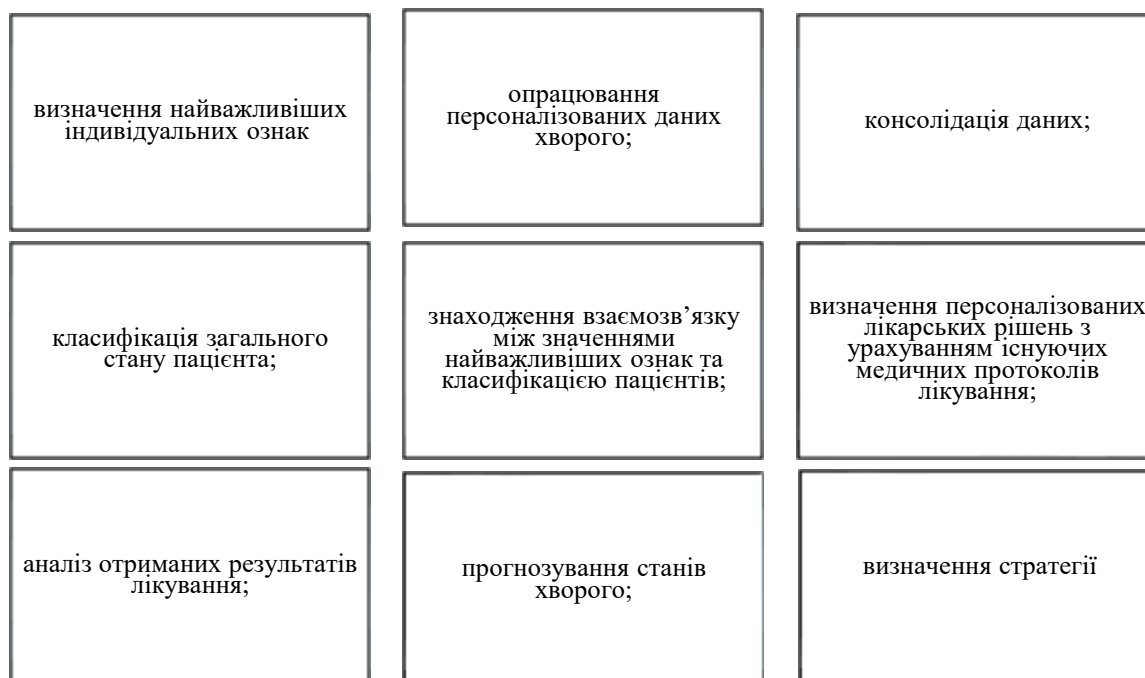 визначення найважливіших
індивідуальних ознак
опрацювання
персоналізованих даних
хворого;
консолідація даних;
класифікація загального
стану пацієнта;
знаходження взаємозв’язку
між значеннями
найважливіших ознак та
класифікацією пацієнтів;
визначення персоналізованих
лікарських рішень з
урахуванням існуючих
медичних протоколів
лікування;
аналіз отриманих результатів
лікування;
прогнозування станів
хворого;
визначення стратегії